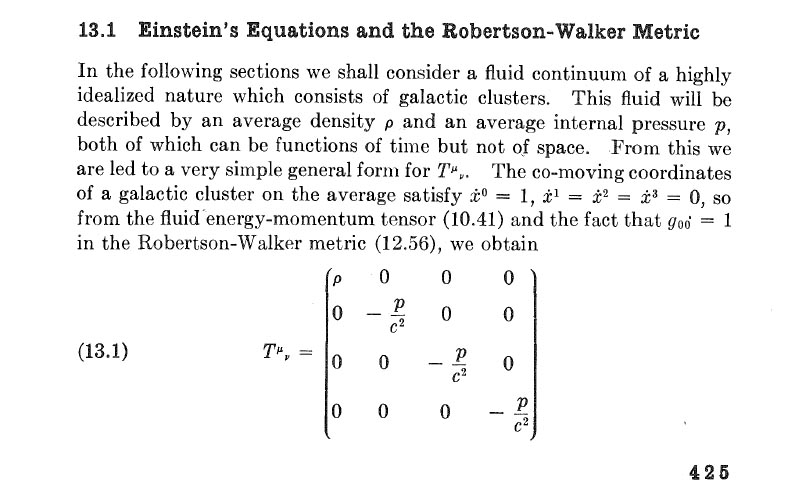 13.1 Einstein's Equations and the Robertson-Walker Metric
In the following sections we shall consider a fluid continuum of a highly
idealized nature which consists of galactic clusters. This fluid will be
described by an average density ρ and an average internal pressure p,
both of which can be functions of time but not of space. From this we
are led to a very simple general form for T^μ_ν. The co-moving coordinates
of a galactic cluster on the average satisfy ẋ⁰ = 1, ẋ¹ = ẋ² = ẋ³ = 0, so
from the fluid energy-momentum tensor (10.41) and the fact that g₀₀ = 1
in the Robertson-Walker metric (12.56), we obtain
ρ 0 0 0
0 − p/c² 0 0
(13.1) T^μ_ν =
0 0 − p/c² 0
0 0 0 − p/c²
425